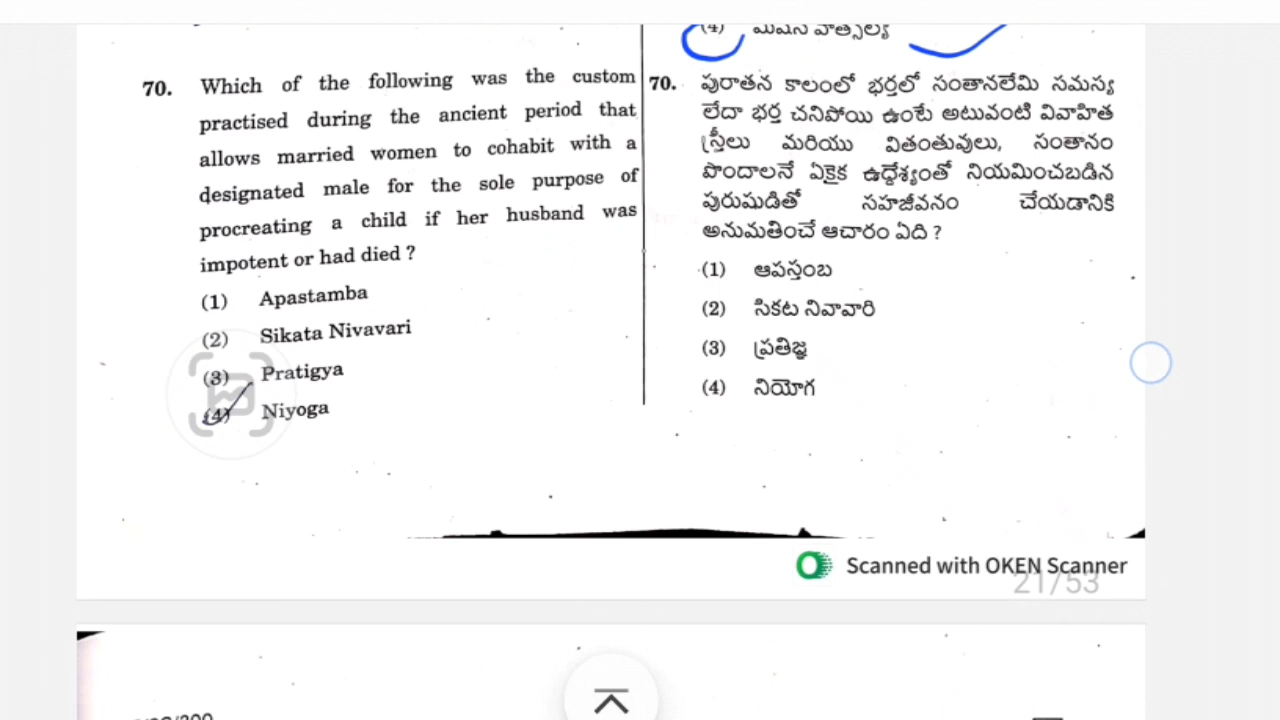 (4) మిషన్ వాత్సల్య
70. Which of the following was the custom
practised during the ancient period that
allows married women to cohabit with a
designated male for the sole purpose of
procreating a child if her husband was
impotent or had died ?
(1) Apastamba
(2) Sikata Nivavari
(3) Pratigya
(4) Niyoga
70. పురాతన కాలంలో భర్తలో సంతానలేమి సమస్య
లేదా భర్త చనిపోయి ఉంటే అటువంటి వివాహిత
స్త్రీలు మరియు వితంతువులు, సంతానం
పొందాలనే ఏకైక ఉద్దేశ్యంతో నియమించబడిన
పురుషుడితో సహజీవనం చేయడానికి
అనుమతించే ఆచారం ఏది ?
(1) ఆపస్తంబ
(2) సికట నివావారి
(3) ప్రతిజ్ఞ
(4) నియోగ
Scanned with OKEN Scanner
21/53